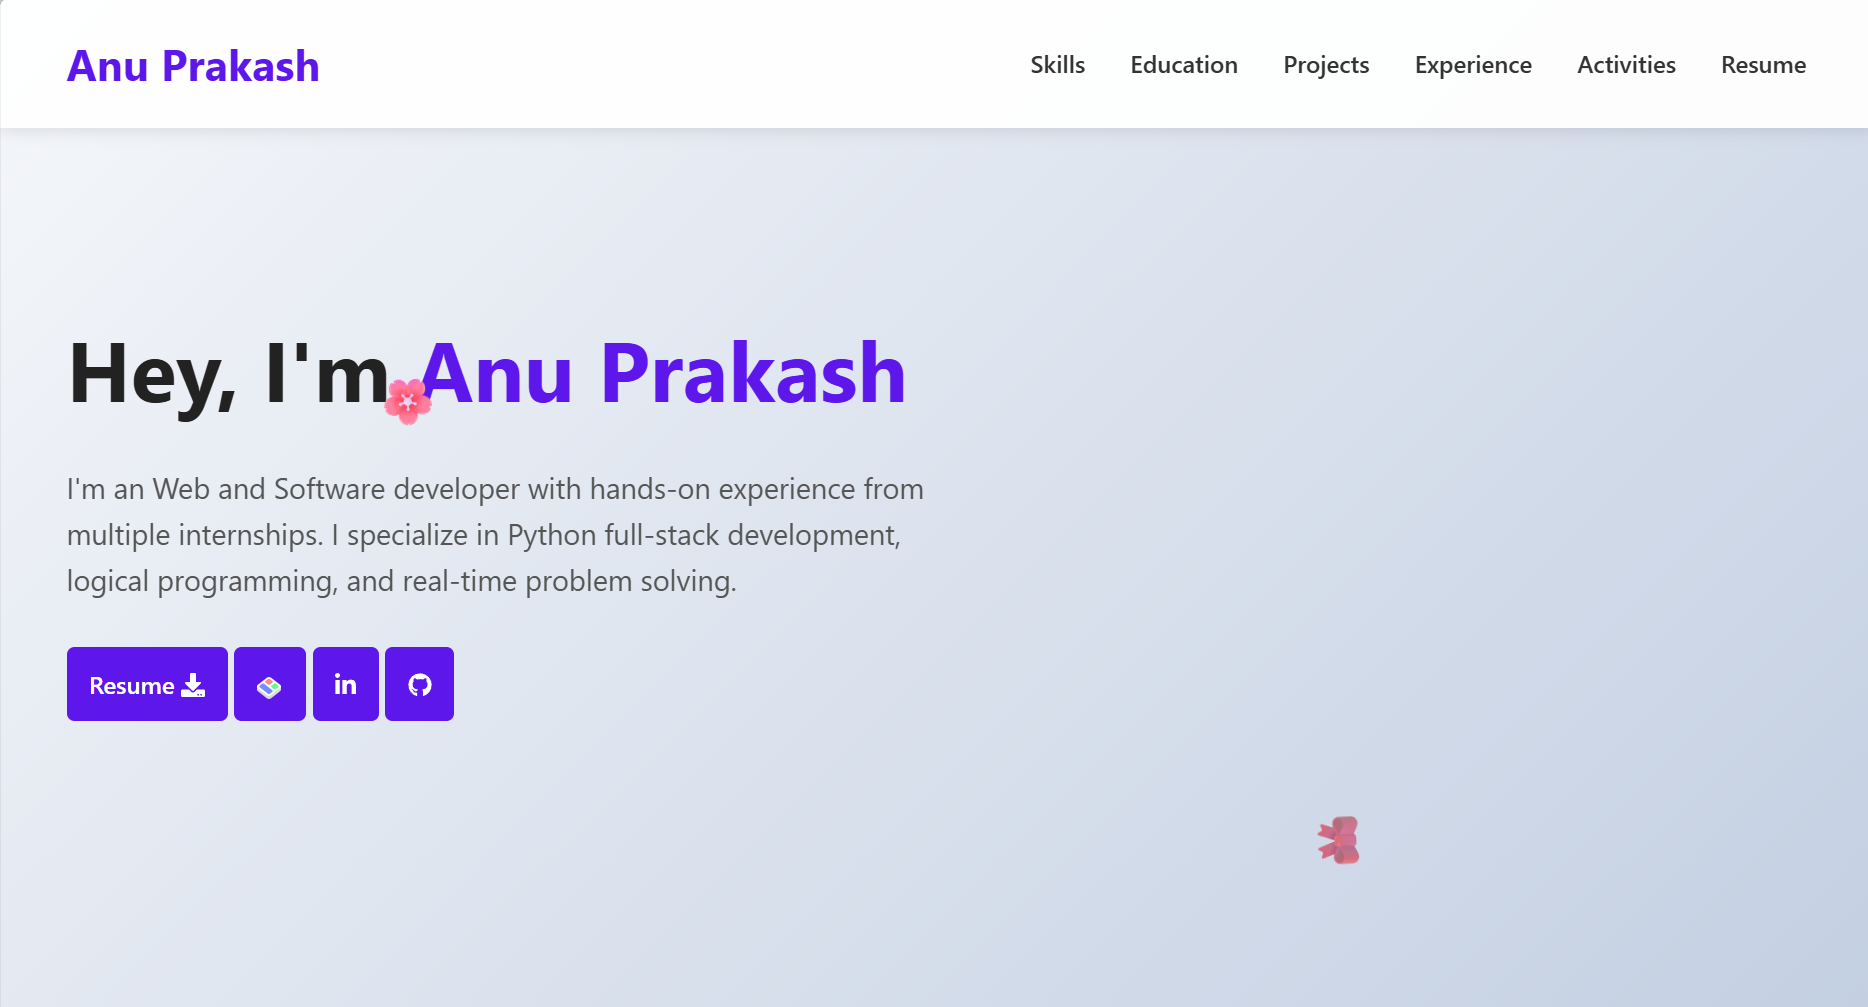 Anu Prakash
Skills Education Projects Experience Activities Resume
Hey, I'm Anu Prakash
I'm an Web and Software developer with hands-on experience from
multiple internships. I specialize in Python full-stack development,
logical programming, and real-time problem solving.
Resume
in